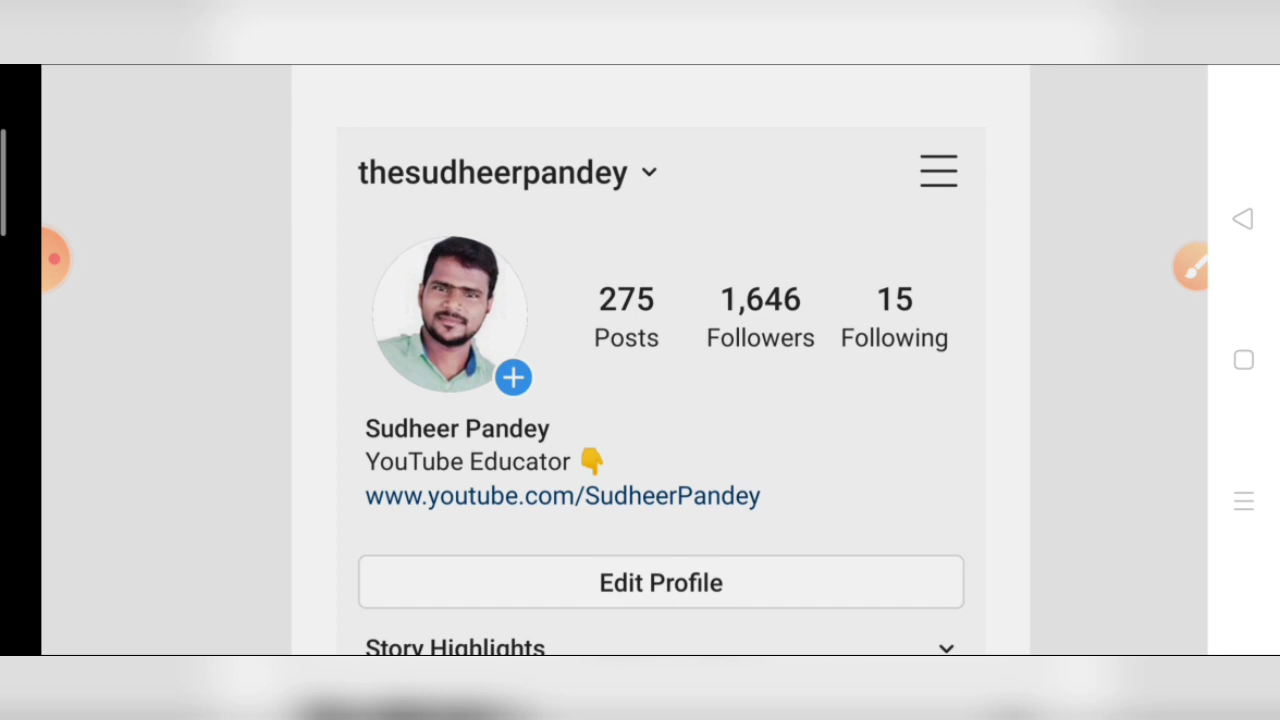 thesudheerpandey
275 1,646 15
Posts Followers Following
Sudheer Pandey
YouTube Educator 👇
www.youtube.com/SudheerPandey
Edit Profile
Story Highlights